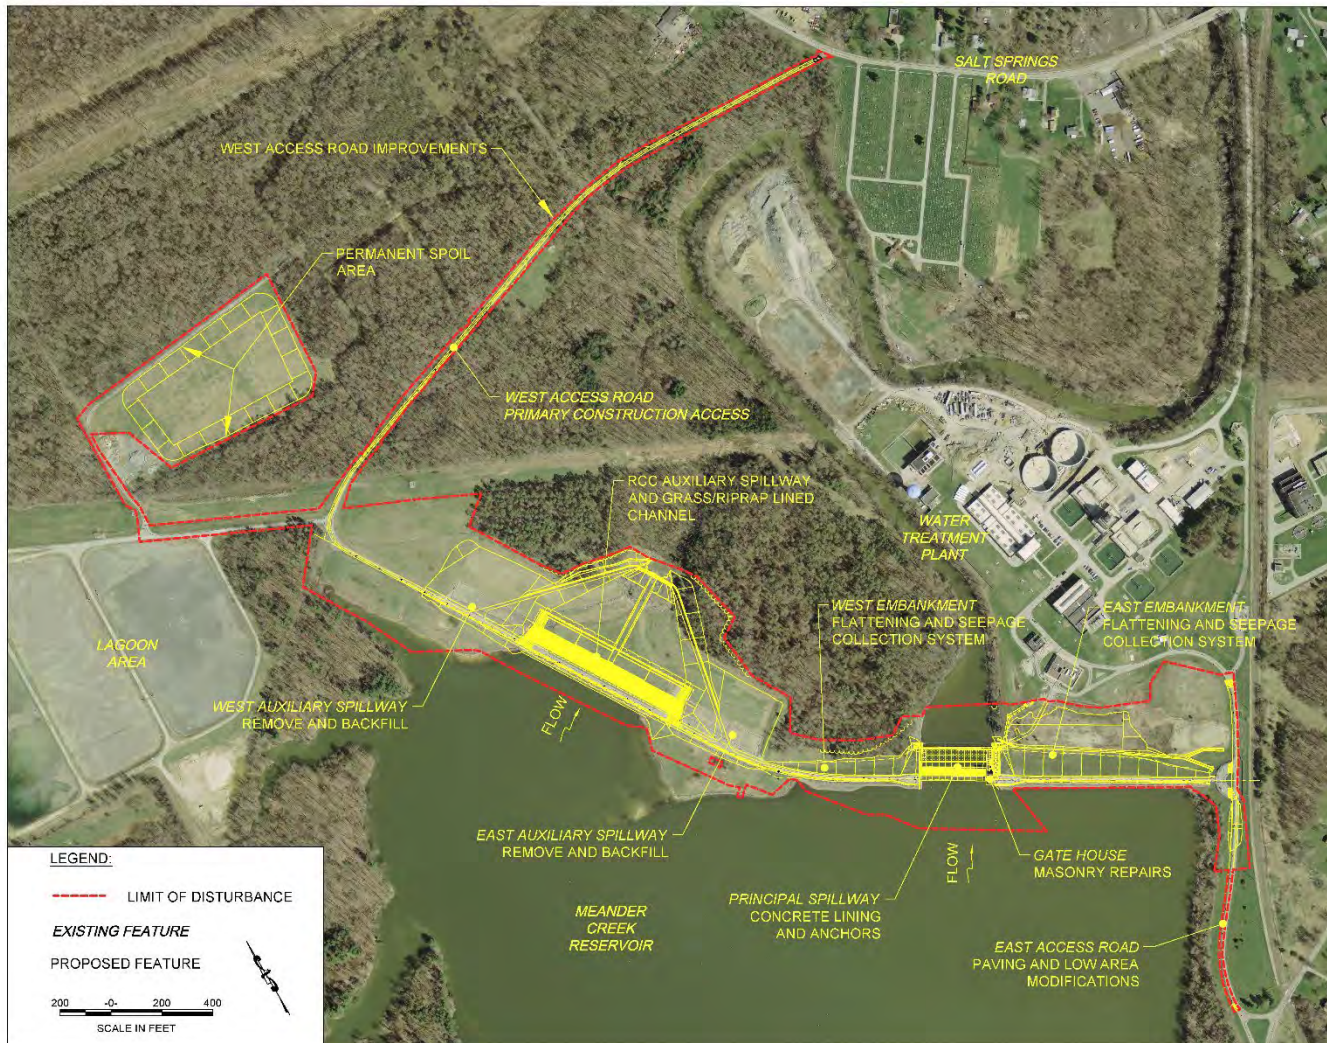 SALT SPRINGS
ROAD
WEST ACCESS ROAD IMPROVEMENTS
PERMANENT SPOIL
AREA
WEST ACCESS ROAD
PRIMARY CONSTRUCTION ACCESS
RCC AUXILIARY SPILLWAY
AND GRASS/RIPRAP LINED
CHANNEL
WATER
TREATMENT
PLANT
WEST EMBANKMENT
FLATTENING AND SEEPAGE
COLLECTION SYSTEM
EAST EMBANKMENT
FLATTENING AND SEEPAGE
COLLECTION SYSTEM
LAGOON
AREA
WEST AUXILIARY SPILLWAY
REMOVE AND BACKFILL
FLOW
EAST AUXILIARY SPILLWAY
REMOVE AND BACKFILL
FLOW
GATE HOUSE
MASONRY REPAIRS
PRINCIPAL SPILLWAY
CONCRETE LINING
AND ANCHORS
MEANDER
CREEK
RESERVOIR
EAST ACCESS ROAD
PAVING AND LOW AREA
MODIFICATIONS
LEGEND:
LIMIT OF DISTURBANCE
EXISTING FEATURE
PROPOSED FEATURE
200 -0- 200 400
SCALE IN FEET